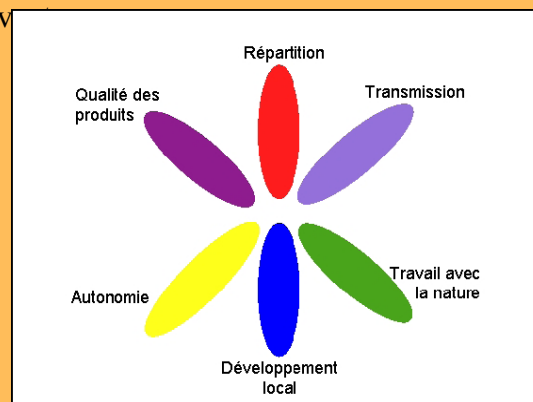 Répartition
Transmission
Qualité des
produits
Travail avec
la nature
Autonomie
Développement
local